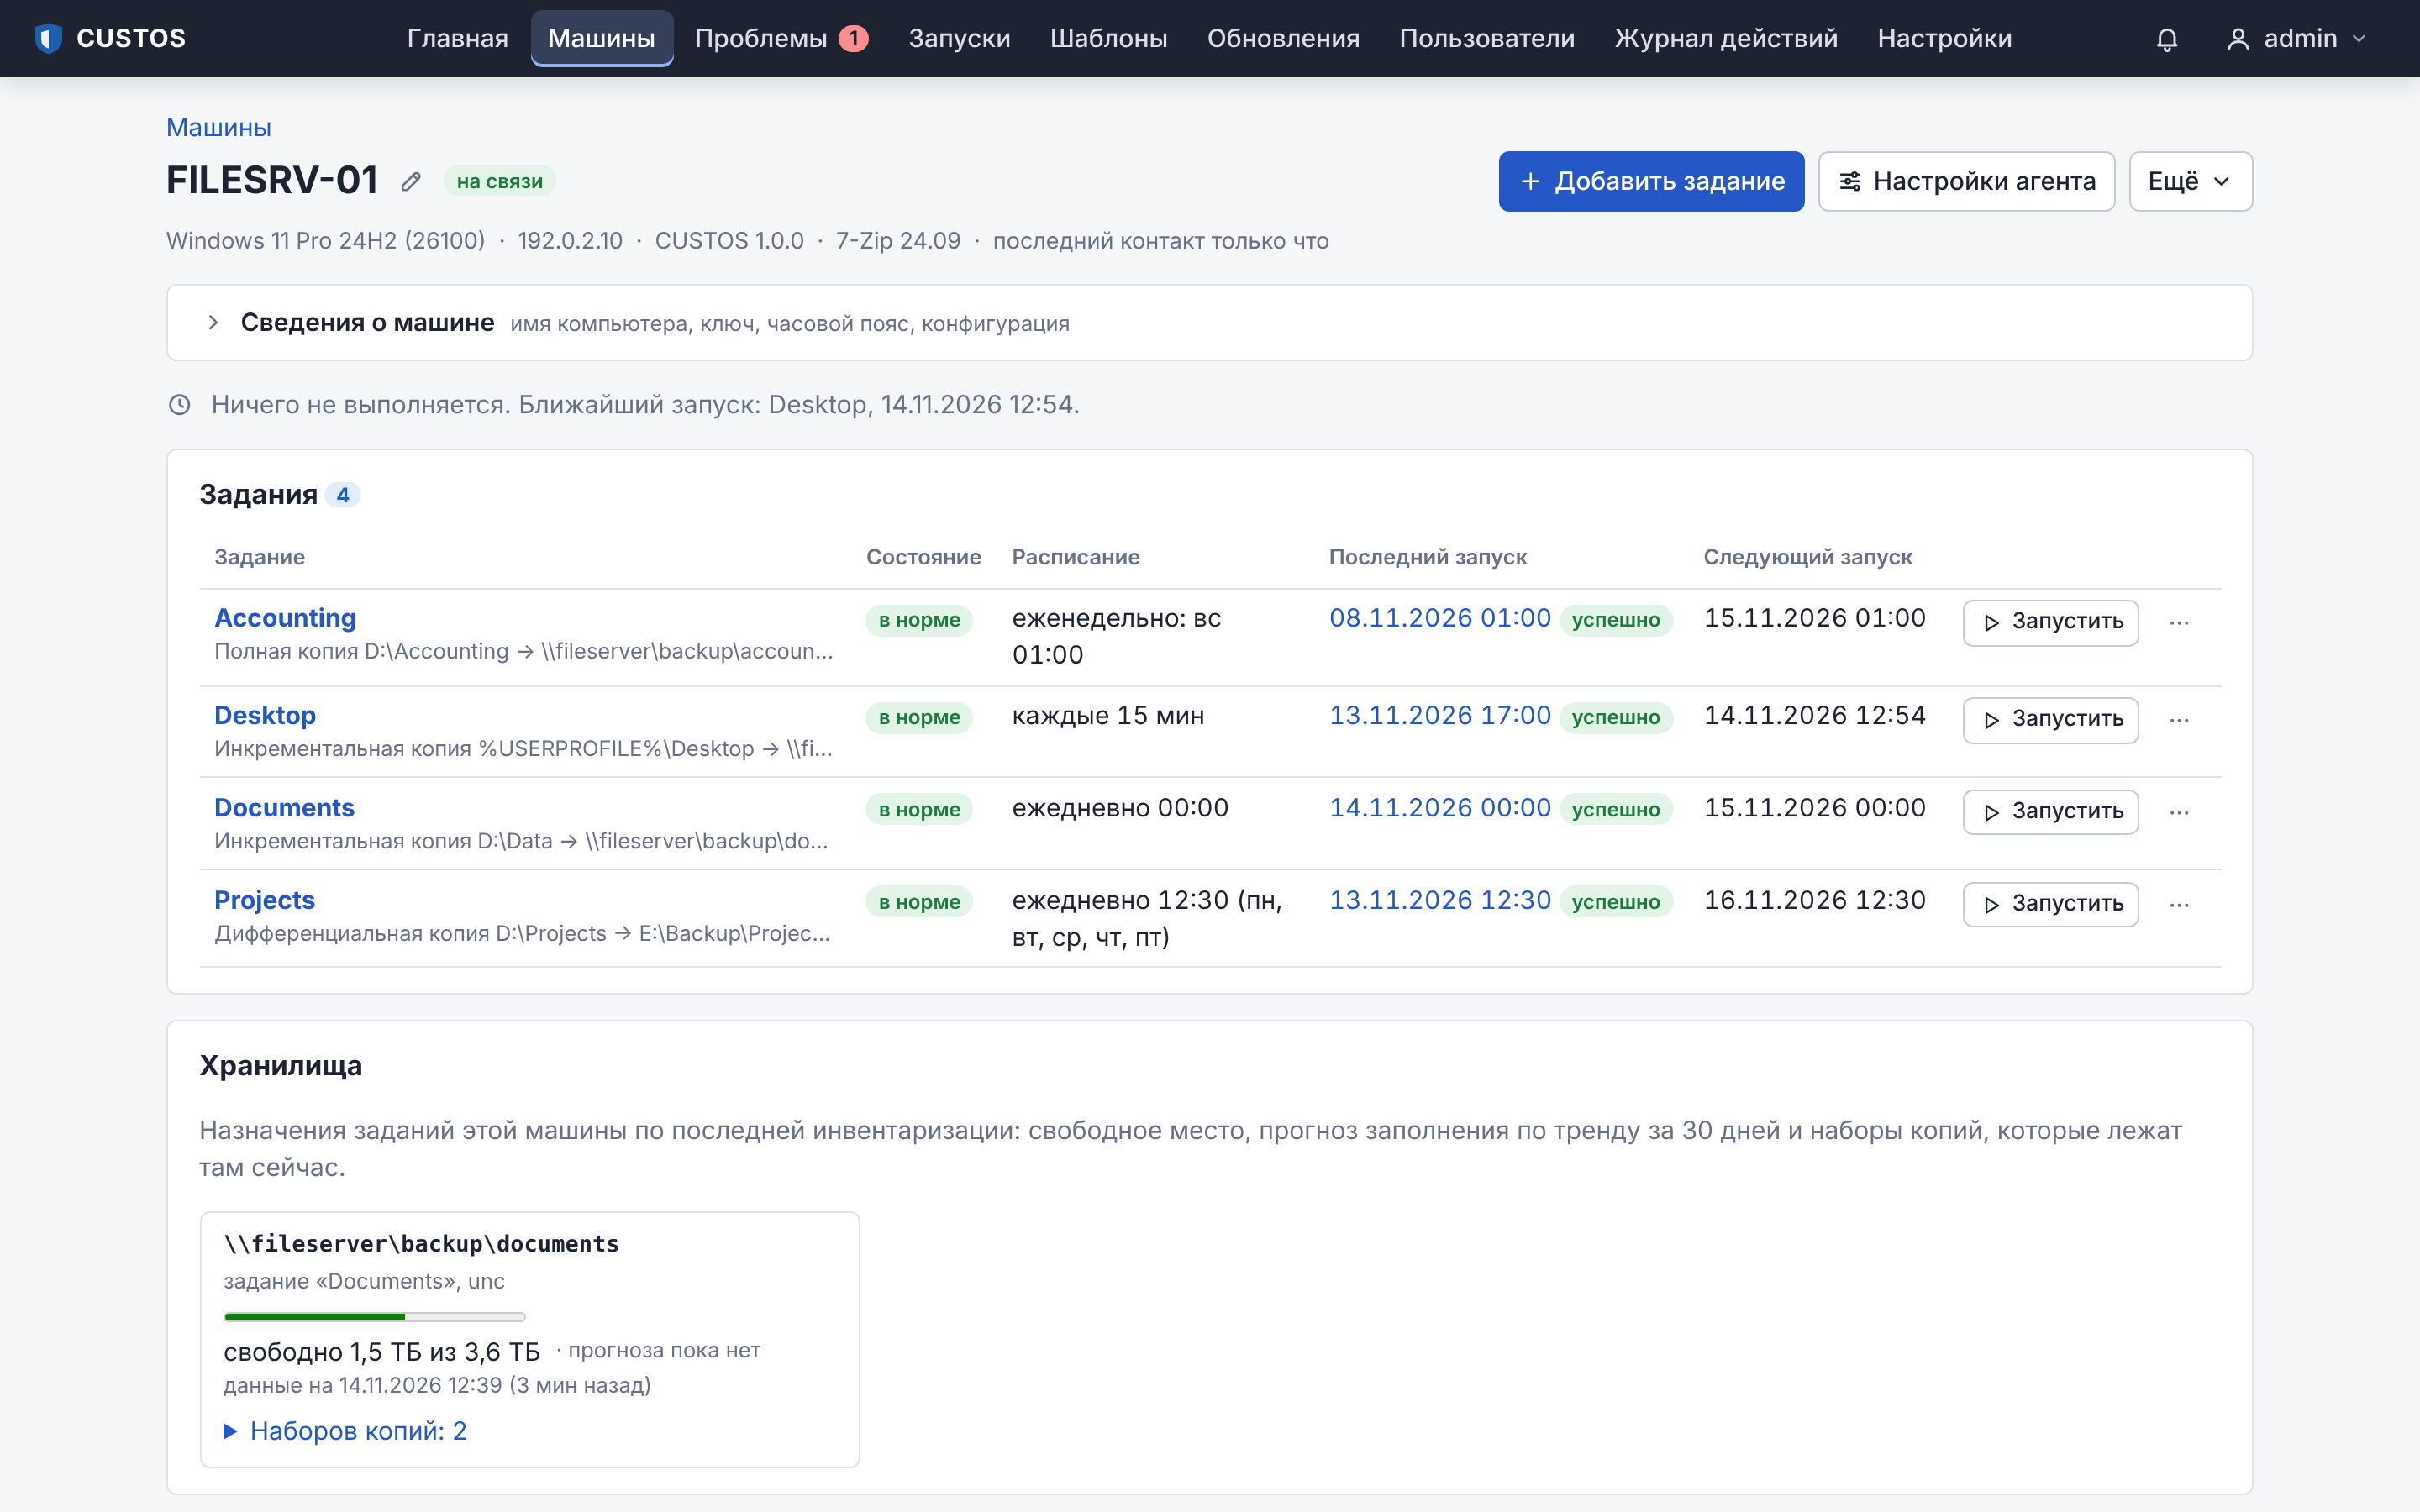 CUSTOS
Главная
Машины
Проблемы 1
Запуски
Шаблоны
Обновления
Пользователи
Журнал действий
Настройки
admin
Машины
FILESRV-01
на связи
+ Добавить задание
Настройки агента
Ещё
Windows 11 Pro 24H2 (26100) · 192.0.2.10 · CUSTOS 1.0.0 · 7-Zip 24.09 · последний контакт только что
Сведения о машине имя компьютера, ключ, часовой пояс, конфигурация
Ничего не выполняется. Ближайший запуск: Desktop, 14.11.2026 12:54.
Задания 4
Задание Состояние Расписание Последний запуск Следующий запуск
Accounting в норме еженедельно: вс 08.11.2026 01:00 успешно 15.11.2026 01:00 Запустить ...
Полная копия D:\Accounting → \\fileserver\backup\accoun... 01:00
Desktop в норме каждые 15 мин 13.11.2026 17:00 успешно 14.11.2026 12:54 Запустить ...
Инкрементальная копия %USERPROFILE%\Desktop → \\fi...
Documents в норме ежедневно 00:00 14.11.2026 00:00 успешно 15.11.2026 00:00 Запустить ...
Инкрементальная копия D:\Data → \\fileserver\backup\do...
Projects в норме ежедневно 12:30 (пн, 13.11.2026 12:30 успешно 16.11.2026 12:30 Запустить ...
Дифференциальная копия D:\Projects → E:\Backup\Projec... вт, ср, чт, пт)
Хранилища
Назначения заданий этой машины по последней инвентаризации: свободное место, прогноз заполнения по тренду за 30 дней и наборы копий, которые лежат
там сейчас.
\\fileserver\backup\documents
задание «Documents», unc
свободно 1,5 ТБ из 3,6 ТБ · прогноза пока нет
данные на 14.11.2026 12:39 (3 мин назад)
Наборов копий: 2